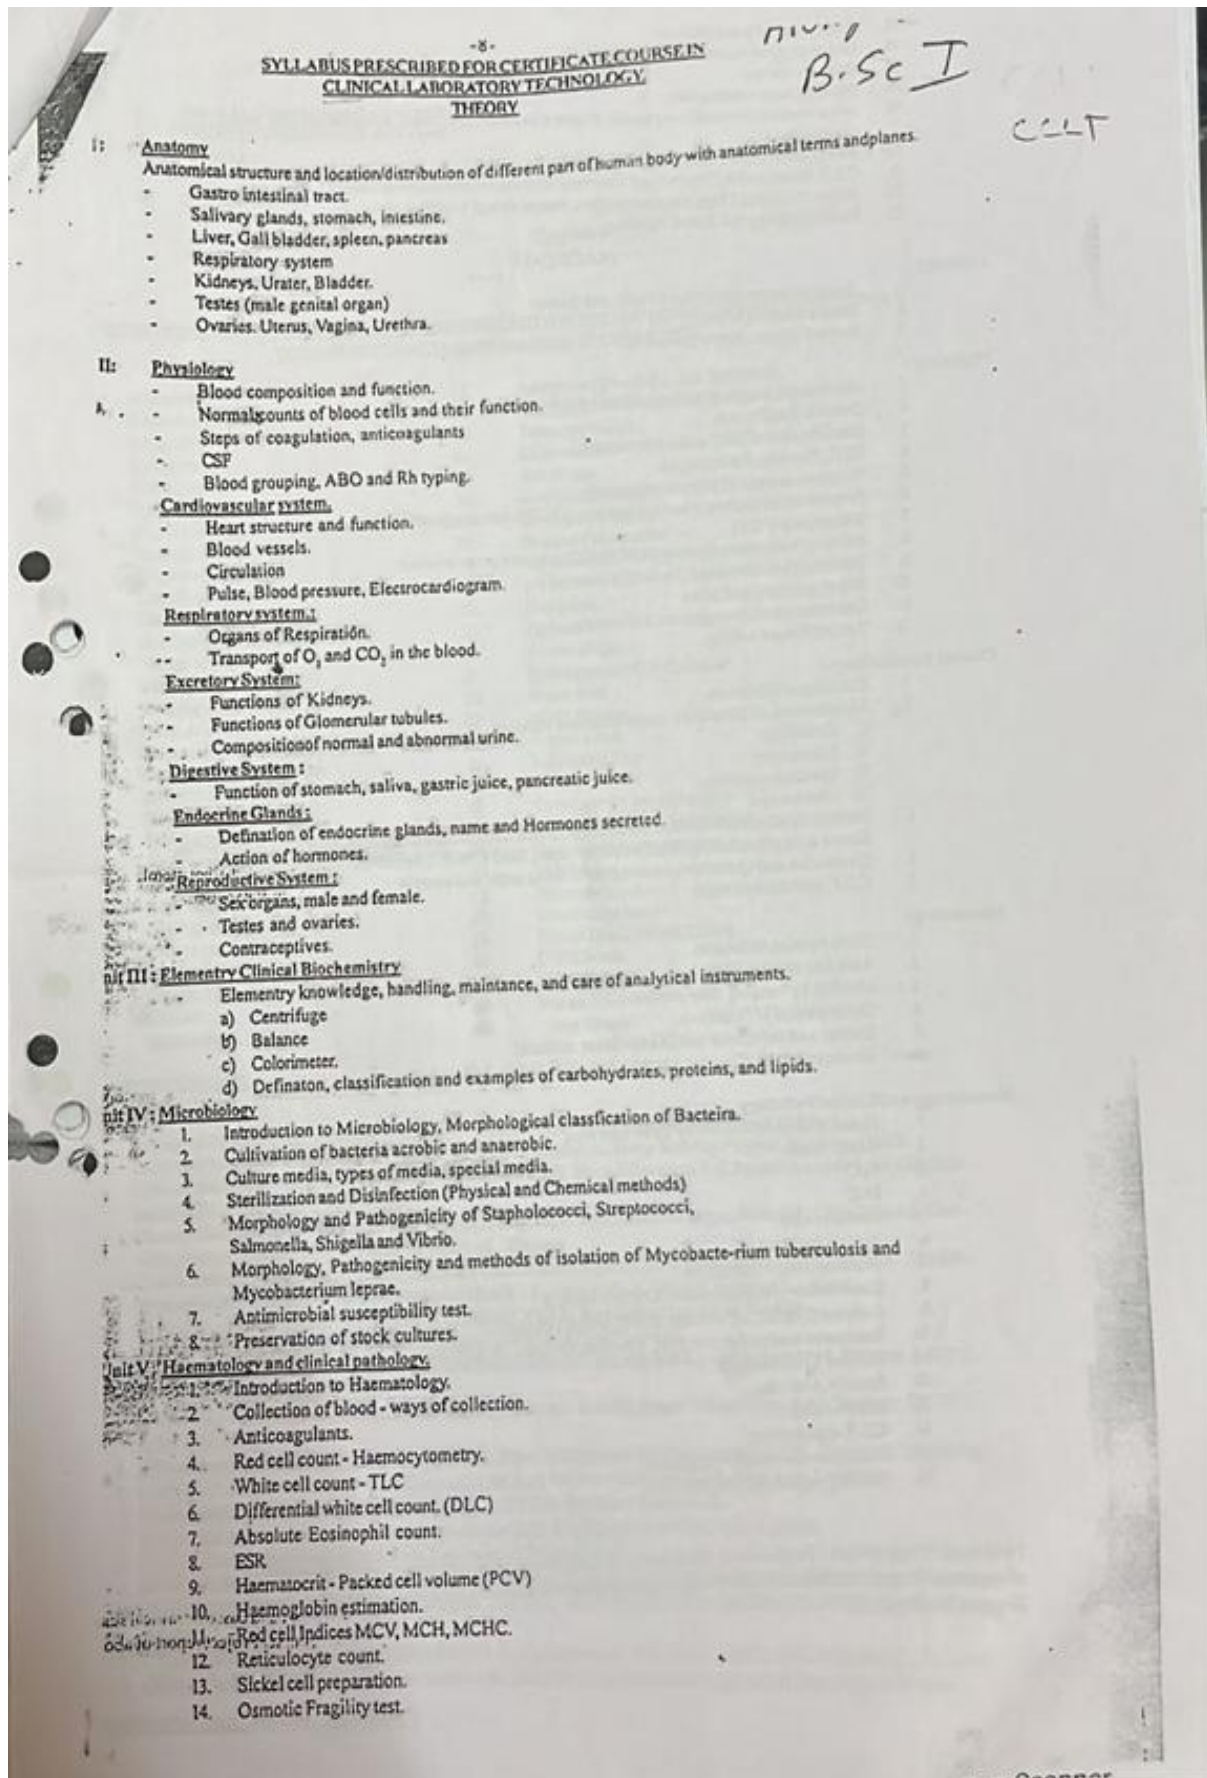 -8-
B.Sc I
SYLLABUS PRESCRIBED FOR CERTIFICATE COURSE IN
CLINICAL LABORATORY TECHNOLOGY.
THEORY
CCLT
I: Anatomy
Anatomical structure and location/distribution of different part of human body with anatomical terms andplanes.
- Gastro intestinal tract.
- Salivary glands, stomach, intestine.
- Liver, Gall bladder, spleen, pancreas
- Respiratory system
- Kidneys, Urater, Bladder.
- Testes (male genital organ)
- Ovaries. Uterus, Vagina, Urethra.
II: Physiology
- Blood composition and function.
- Normal counts of blood cells and their function.
- Steps of coagulation, anticoagulants
- CSF
- Blood grouping, ABO and Rh typing.
Cardiovascular system.
- Heart structure and function.
- Blood vessels.
- Circulation
- Pulse, Blood pressure, Electrocardiogram.
Respiratory system.:
- Organs of Respiration.
- Transport of O2 and CO2 in the blood.
Excretory System:
- Functions of Kidneys.
- Functions of Glomerular tubules.
- Compositionof normal and abnormal urine.
Digestive System :
- Function of stomach, saliva, gastric juice, pancreatic juice.
Endocrine Glands :
- Defination of endocrine glands, name and Hormones secreted.
- Action of hormones.
Reproductive System :
- Sex organs, male and female.
- Testes and ovaries.
- Contraceptives.
nit III : Elementry Clinical Biochemistry
- Elementry knowledge, handling, maintance, and care of analytical instruments.
a) Centrifuge
b) Balance
c) Colorimeter.
d) Definaton, classification and examples of carbohydrates, proteins, and lipids.
nit IV : Microbiology
1. Introduction to Microbiology, Morphological classfication of Bacteira.
2. Cultivation of bacteria acrobic and anaerobic.
3. Culture media, types of media, special media.
4. Sterilization and Disinfection (Physical and Chemical methods)
5. Morphology and Pathogenicity of Stapholococci, Streptococci,
Salmonella, Shigella and Vibrio.
6. Morphology, Pathogenicity and methods of isolation of Mycobacte-rium tuberculosis and
Mycobacterium leprae.
7. Antimicrobial susceptibility test.
8. Preservation of stock cultures.
Unit V: Haematology and clinical pathology.
1. Introduction to Haematology.
2 Collection of blood - ways of collection.
3. Anticoagulants.
4. Red cell count - Haemocytometry.
5. White cell count - TLC
6. Differential white cell count. (DLC)
7. Absolute Eosinophil count.
8. ESR
9. Haematocrit - Packed cell volume (PCV)
10. Haemoglobin estimation.
11. Red cell Indices MCV, MCH, MCHC.
12. Reticulocyte count.
13. Sickel cell preparation.
14. Osmotic Fragility test.